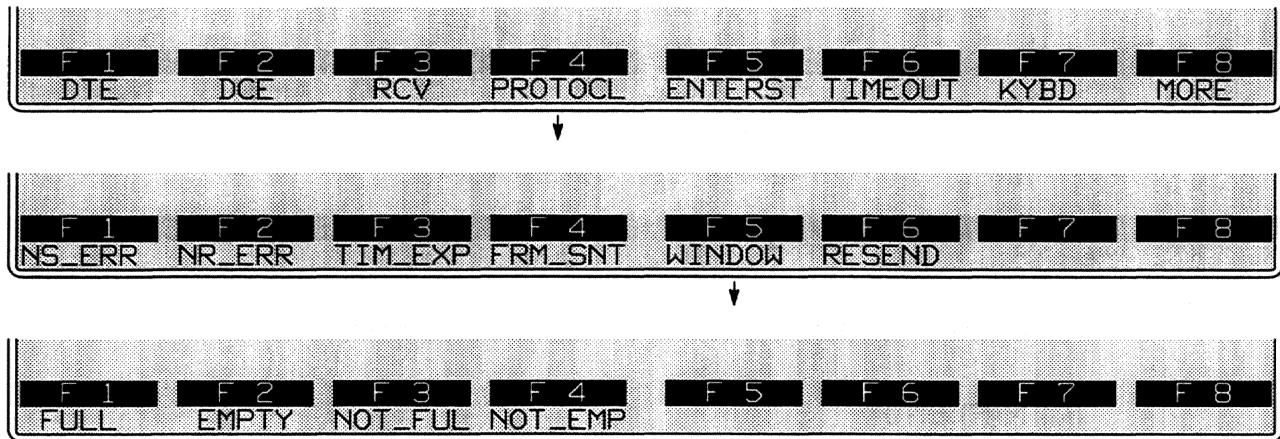 F 1 F 2 F 3 F 4 F 5 F 6 F 7 F 8
DTE DCE RCV PROTOCL ENTERST TIMEOUT KYBD MORE
F 1 F 2 F 3 F 4 F 5 F 6 F 7 F 8
NS_ERR NR_ERR TIM_EXP FRM_SNT WINDOW RESEND
F 1 F 2 F 3 F 4 F 5 F 6 F 7 F 8
FULL EMPTY NOT_FUL NOT_EMP